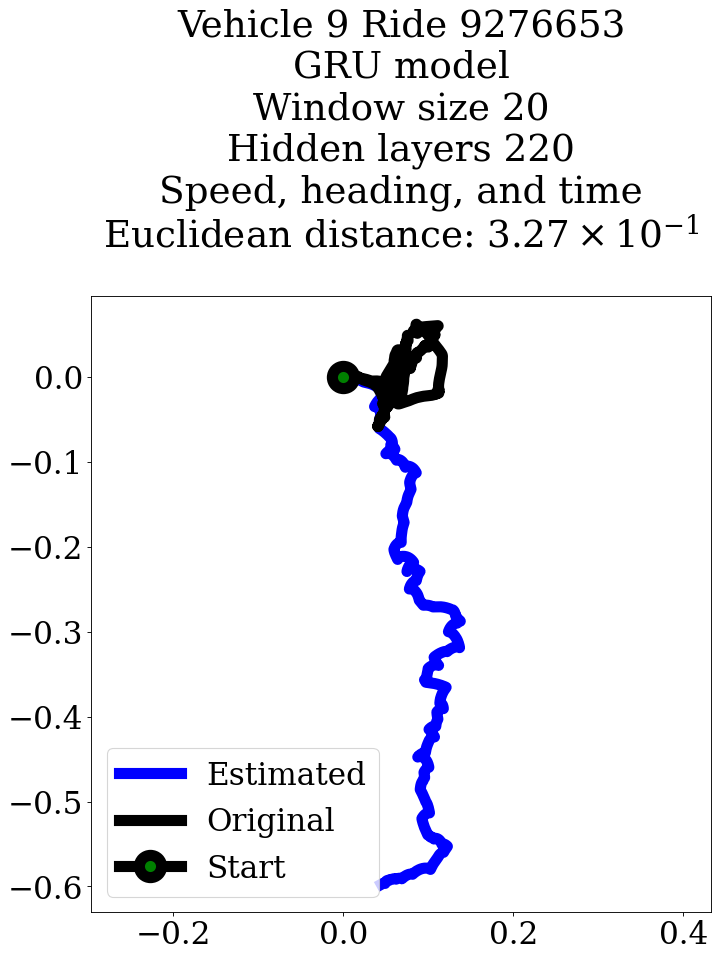 Vehicle 9 Ride 9276653
GRU model
Window size 20
Hidden layers 220
Speed, heading, and time
Euclidean distance: 3.27 × 10⁻¹
0.0
−0.1
−0.2
−0.3
−0.4
−0.5
−0.6
Estimated
Original
Start
−0.2 0.0 0.2 0.4